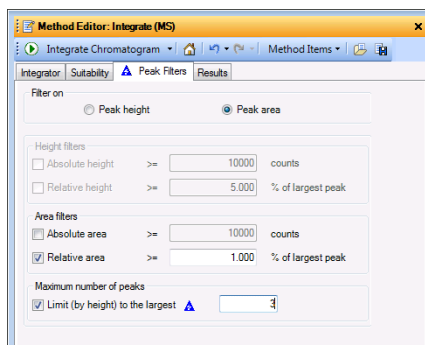 Method Editor: Integrate (MS)
Integrate Chromatogram Method Items
Integrator Suitability Peak Filters Results
Filter on
Peak height Peak area
Height filters
Absolute height >= 10000 counts
Relative height >= 5.000 % of largest peak
Area filters
Absolute area >= 10000 counts
Relative area >= 1.000 % of largest peak
Maximum number of peaks
Limit (by height) to the largest 3